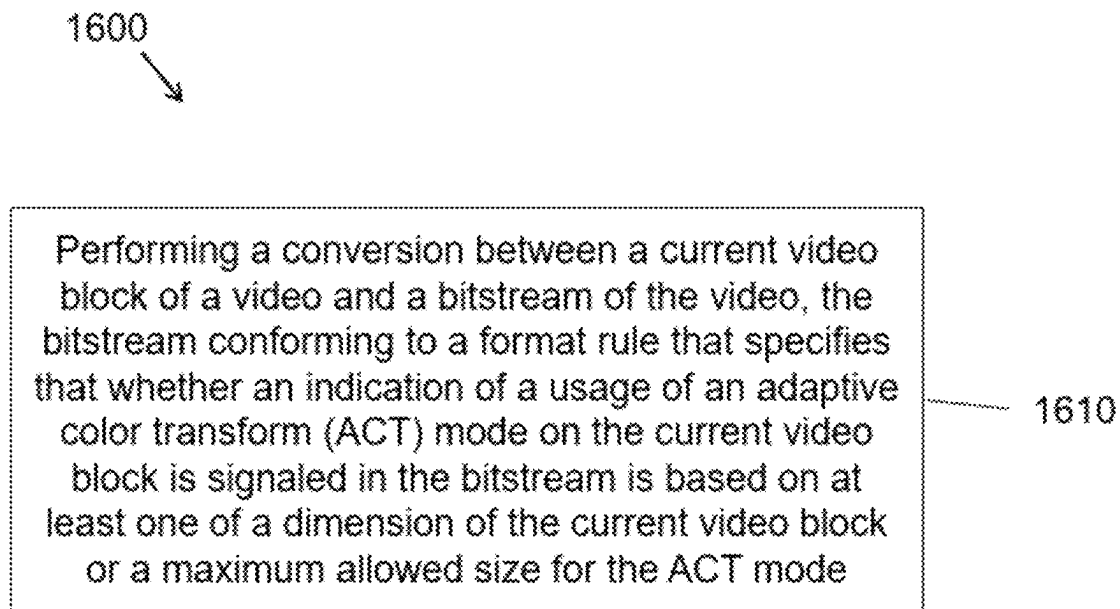 1600
Performing a conversion between a current video
block of a video and a bitstream of the video, the
bitstream conforming to a format rule that specifies
that whether an indication of a usage of an adaptive
color transform (ACT) mode on the current video
block is signaled in the bitstream is based on at
least one of a dimension of the current video block
or a maximum allowed size for the ACT mode
1610